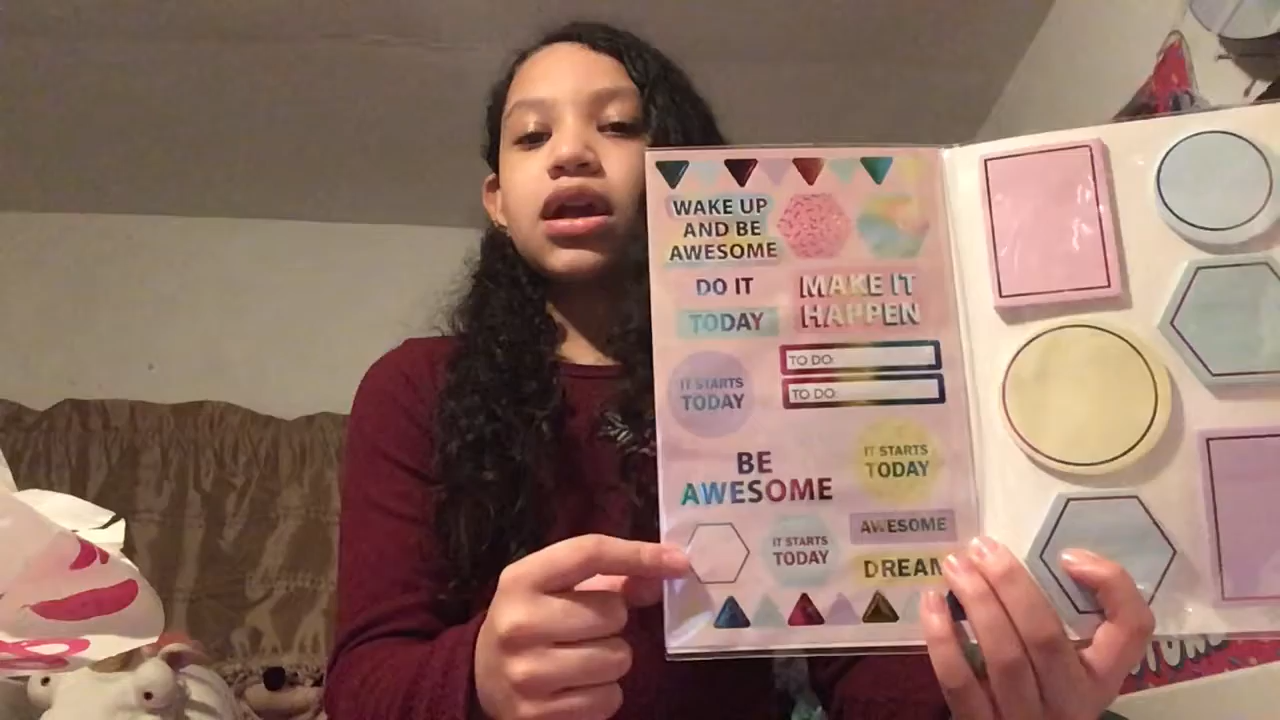 WAKE UP
AND BE
AWESOME
DO IT
TODAY
MAKE IT
HAPPEN
IT STARTS
TODAY
TO DO:
TO DO:
BE
AWESOME
IT STARTS
TODAY
IT STARTS
TODAY
AWESOME
DREAM